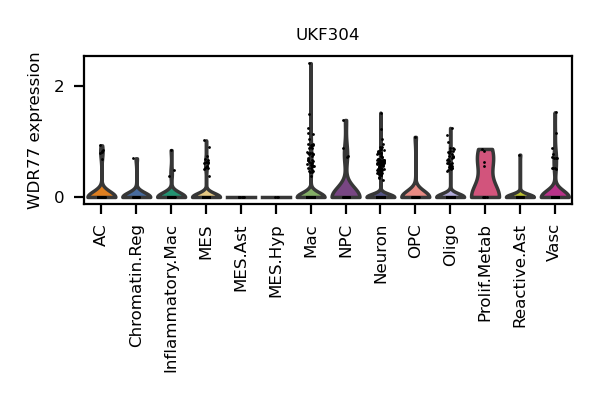 UKF304
WDR77 expression
2
0
AC
Chromatin.Reg
Inflammatory.Mac
MES
MES.Ast
MES.Hyp
Mac
NPC
Neuron
OPC
Oligo
Prolif.Metab
Reactive.Ast
Vasc